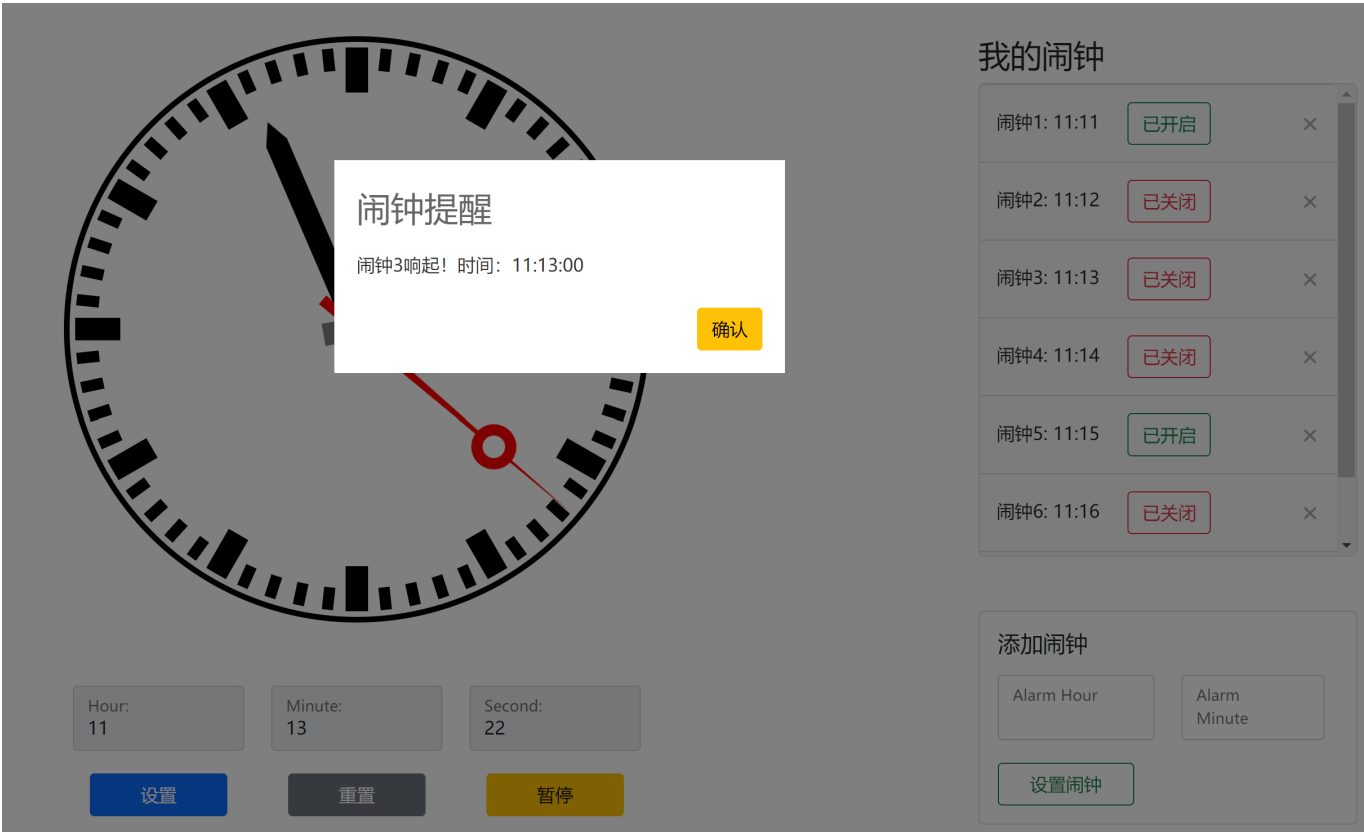 我的闹钟
闹钟1: 11:11 已开启 ×
闹钟2: 11:12 已关闭 ×
闹钟3: 11:13 已关闭 ×
闹钟4: 11:14 已关闭 ×
闹钟5: 11:15 已开启 ×
闹钟6: 11:16 已关闭 ×
闹钟提醒
闹钟3响起！时间：11:13:00
确认
添加闹钟
Alarm Hour
Alarm
Minute
设置闹钟
Hour:
11
Minute:
13
Second:
22
设置
重置
暂停